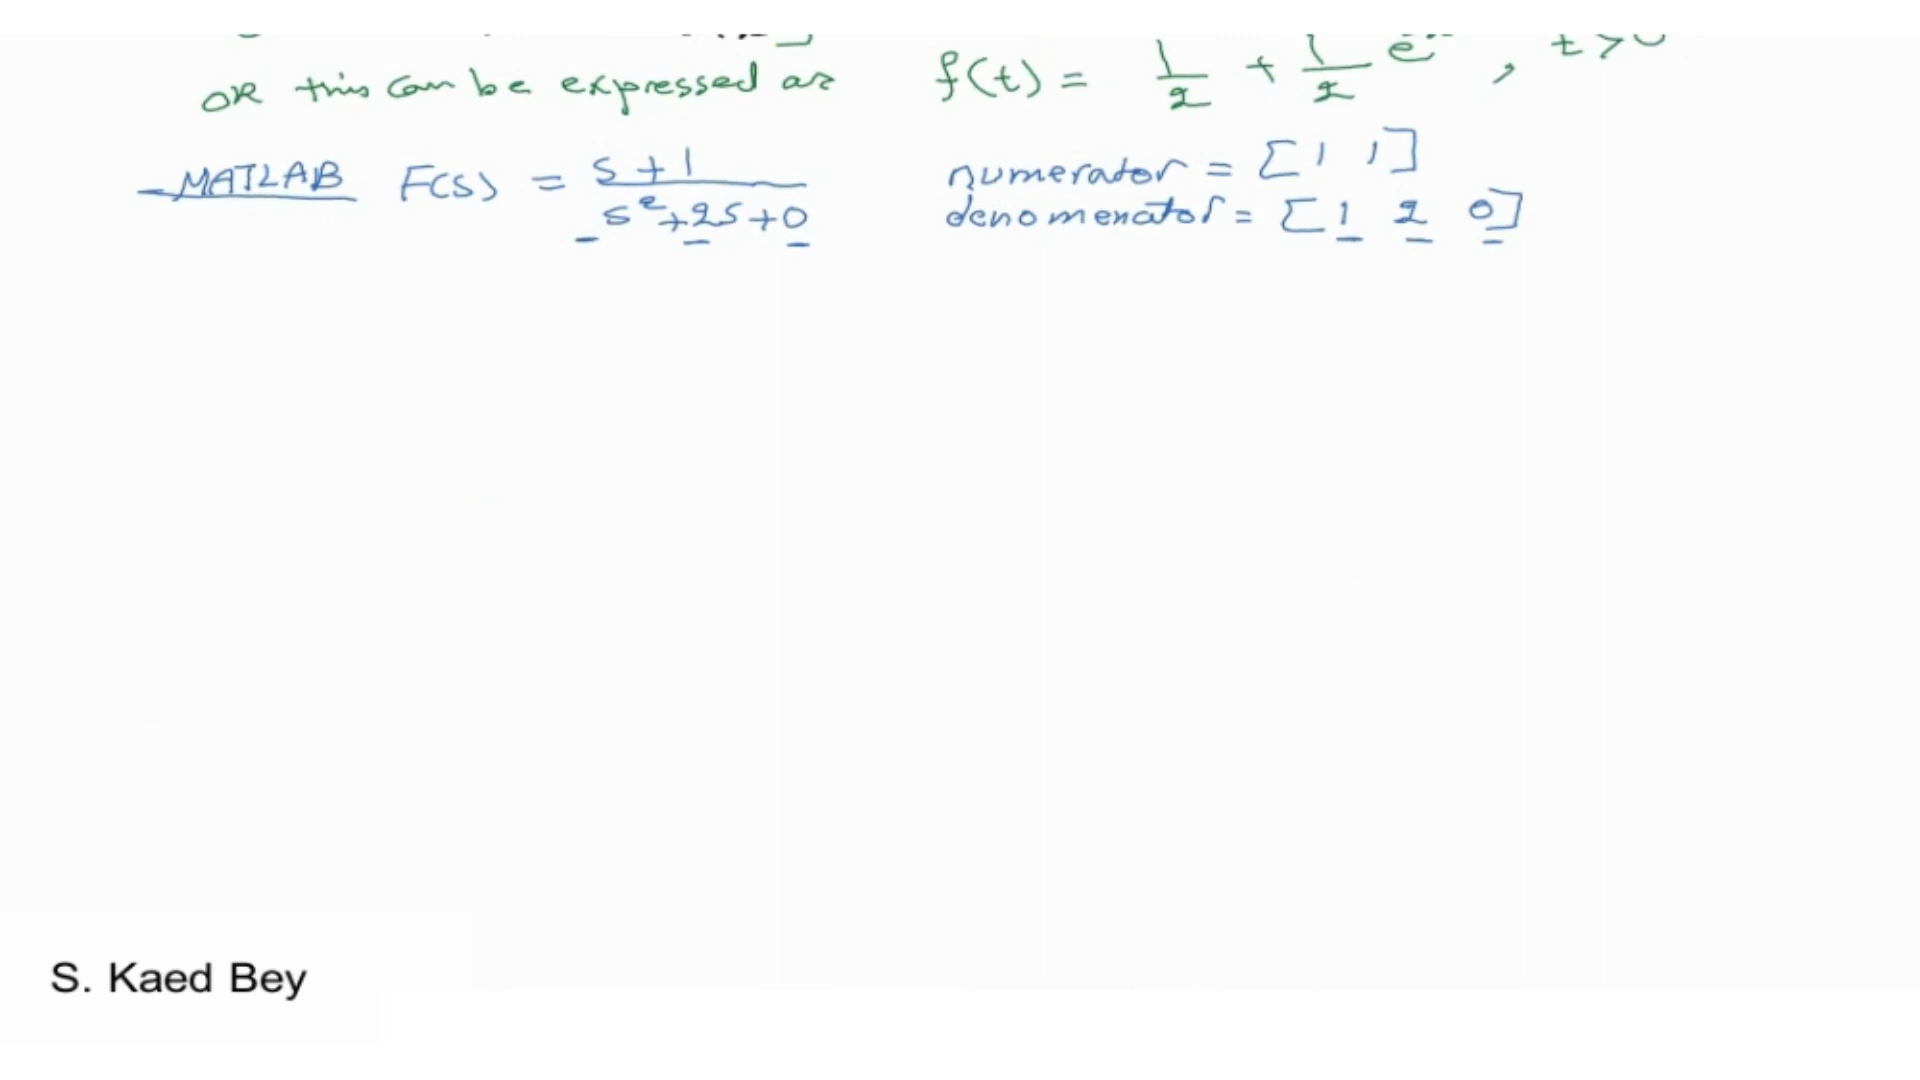 OR this can be expressed as f(t) = 1/2 + 1/2 e , t>0
MATLAB F(s) = s+1 / s²+2s+0
numerator = [1 1]
denomenator = [1 2 0]
S. Kaed Bey